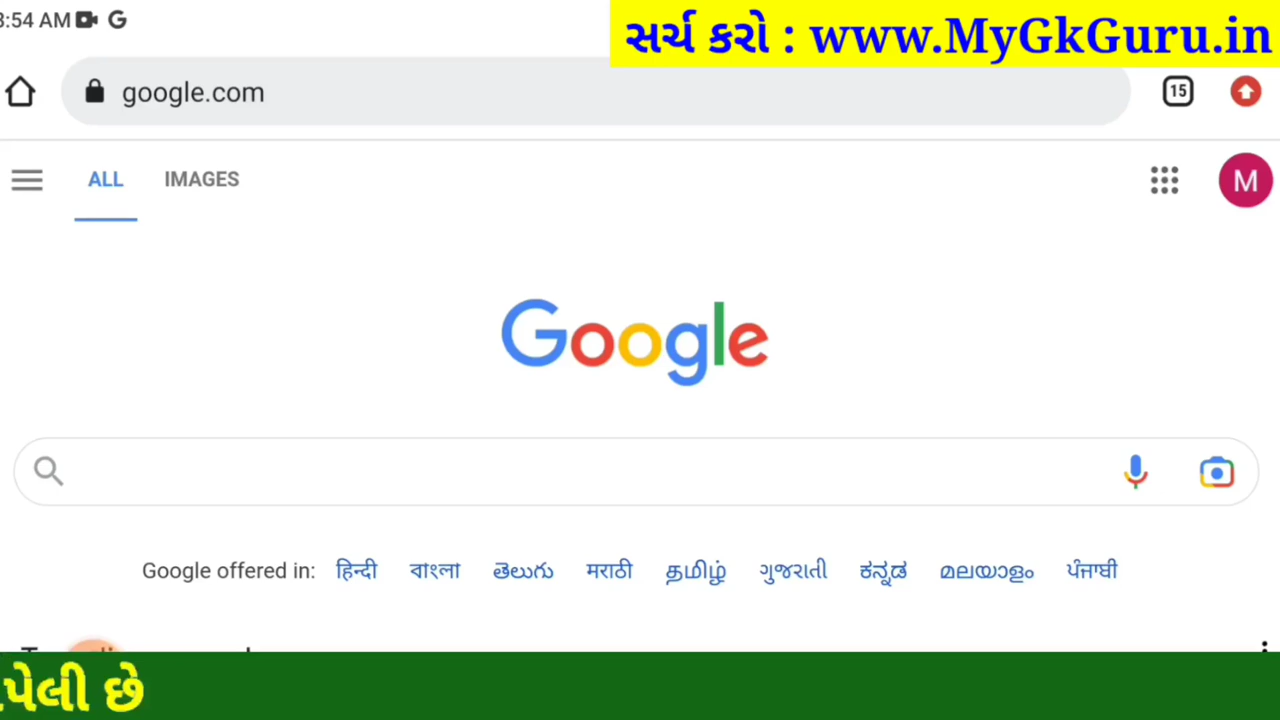 3:54 AM G
સર્ચ કરો : www.MyGkGuru.in
google.com
15
ALL IMAGES
M
Google
Google offered in: हिन्दी বাংলা తెలుగు मराठी தமிழ் ગુજરાતી ಕನ್ನಡ മലയാളം ਪੰਜਾਬੀ
પેલી છે